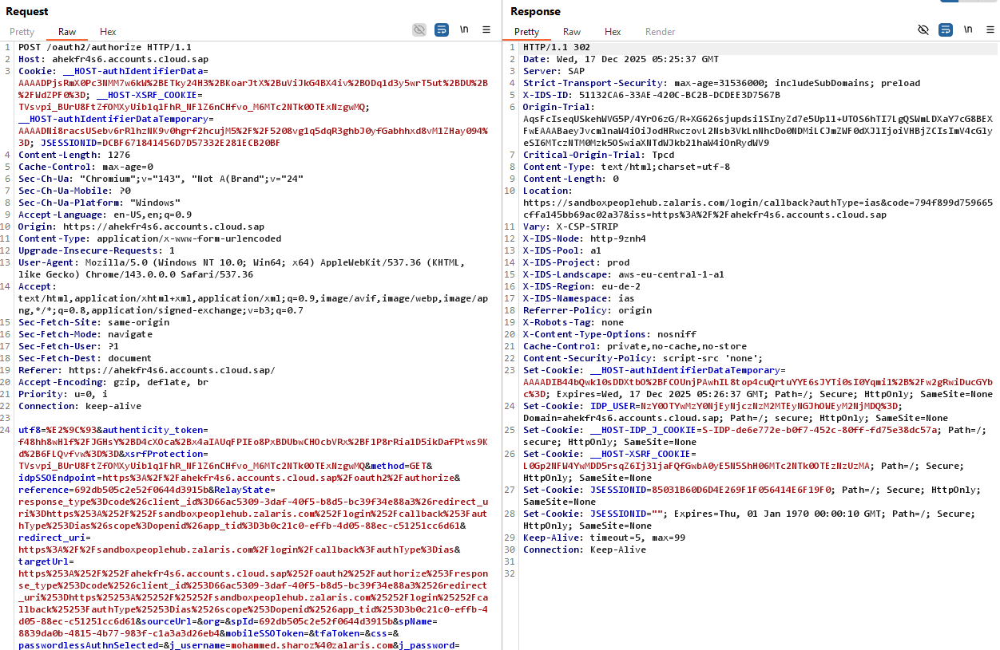 Request
Pretty Raw Hex
\n
1 POST /oauth2/authorize HTTP/1.1
2 Host: ahekfr4s6.accounts.cloud.sap
3 Cookie: __HOST-authIdentifierData=
AAAADPjsRmX0Pc3NMM7w6kW%2BETky24H3%2BKoarJtX%2BuViJkG4BX4iv%2BODq1d3y5wrT5ut%2BDU%2B
%2FWdZPF0%3D; __HOST-XSRF_COOKIE=
TVsvpi_BUrU8FtZfOMXyUib1q1FhR_NFlZ6nCHfvo_M6MTc2NTk0OTExNzgwMQ;
__HOST-authIdentifierDataTemporary=
AAAADNi8racsUSebv6rRlhzNK9v0hgrf2hcujM5%2F%2F5208vg1q5dqR3ghbJ0yfGabhhxd8vM1ZHay094%
3D; JSESSIONID=DCBF671841456D7D57332E281ECB20BF
4 Content-Length: 1276
5 Cache-Control: max-age=0
6 Sec-Ch-Ua: "Chromium";v="143", "Not A(Brand";v="24"
7 Sec-Ch-Ua-Mobile: ?0
8 Sec-Ch-Ua-Platform: "Windows"
9 Accept-Language: en-US,en;q=0.9
10 Origin: https://ahekfr4s6.accounts.cloud.sap
11 Content-Type: application/x-www-form-urlencoded
12 Upgrade-Insecure-Requests: 1
13 User-Agent: Mozilla/5.0 (Windows NT 10.0; Win64; x64) AppleWebKit/537.36 (KHTML,
like Gecko) Chrome/143.0.0.0 Safari/537.36
14 Accept:
text/html,application/xhtml+xml,application/xml;q=0.9,image/avif,image/webp,image/ap
ng,*/*;q=0.8,application/signed-exchange;v=b3;q=0.7
15 Sec-Fetch-Site: same-origin
16 Sec-Fetch-Mode: navigate
17 Sec-Fetch-User: ?1
18 Sec-Fetch-Dest: document
19 Referer: https://ahekfr4s6.accounts.cloud.sap/
20 Accept-Encoding: gzip, deflate, br
21 Priority: u=0, i
22 Connection: keep-alive
23
24 utf8=%E2%9C%93&authenticity_token=
f48hh8wHlf%2FJGHsY%2BD4cXOca%2Bx4aIAUqFPIEo8PxBDUbwCHOcbVRx%2BF1P8rRia1D5ikDafPtws9K
d%2B6FLQvfvw%3D%3D&xsrfProtection=
TVsvpi_BUrU8FtZfOMXyUib1q1FhR_NFlZ6nCHfvo_M6MTc2NTk0OTExNzgwMQ&method=GET&
idpSSOEndpoint=https%3A%2F%2Fahekfr4s6.accounts.cloud.sap%2Foauth2%2Fauthorize&
reference=692db505c2e52f0644d3915b&RelayState=
response_type%3Dcode%26client_id%3D66ac5309-3daf-40f5-b8d5-bc39f34e88a3%26redirect_u
ri%3Dhttps%253A%252F%252Fsandboxpeoplehub.zalaris.com%252Flogin%252Fcallback%253Faut
hType%253Dias%26scope%3Dopenid%26app_tid%3D3b0c21c0-effb-4d05-88ec-c51251cc6d61&
redirect_uri=
https%3A%2F%2Fsandboxpeoplehub.zalaris.com%2Flogin%2Fcallback%3FauthType%3Dias&
targetUrl=
https%253A%252F%252Fahekfr4s6.accounts.cloud.sap%252Foauth2%252Fauthorize%253Frespon
se_type%253Dcode%2526client_id%253D66ac5309-3daf-40f5-b8d5-bc39f34e88a3%2526redirect
_uri%253Dhttps%25253A%25252F%25252Fsandboxpeoplehub.zalaris.com%25252Flogin%25252Fca
llback%25253FauthType%25253Dias%2526scope%253Dopenid%2526app_tid%253D3b0c21c0-effb-4
d05-88ec-c51251cc6d61&sourceUrl=&org=&spId=692db505c2e52f0644d3915b&spName=
8839da0b-4815-4b77-983f-c1a3a3d26eb4&mobileSSOToken=&tfaToken=&css=&
passwordlessAuthnSelected=&j_username=mohammed.sharoz%40zalaris.com&j_password=
Response
Pretty Raw Hex Render
\n
1 HTTP/1.1 302
2 Date: Wed, 17 Dec 2025 05:25:37 GMT
3 Server: SAP
4 Strict-Transport-Security: max-age=31536000; includeSubDomains; preload
5 X-IDS-ID: 51132CA6-33AE-420C-BC2B-DCDEE3D7567B
6 Origin-Trial:
AqsFcIseqUSkehWVG5P/4YrO6zG/R+XG626sjupdsi1SInyZd7e5Up11+UTOS6hTI7LgQSWmLDXaY7cG8BEX
FwEAAABaeyJvcmlnaW4iOiJodHRwczovL2Nsb3VkLnNhcDo0NDMiLCJmZWF0dXJlIjoiVHBjZCIsImV4cGly
eSI6MTczNTM0Mzk5OSwiaXNTdWJkb21haW4iOnRydWV9
7 Critical-Origin-Trial: Tpcd
8 Content-Type: text/html;charset=utf-8
9 Content-Length: 0
10 Location:
https://sandboxpeoplehub.zalaris.com/login/callback?authType=ias&code=794f899d759665
cffa145bb69ac02a37&iss=https%3A%2F%2Fahekfr4s6.accounts.cloud.sap
11 Vary: X-CSP-STRIP
12 X-IDS-Node: http-9znh4
13 X-IDS-Pool: a1
14 X-IDS-Project: prod
15 X-IDS-Landscape: aws-eu-central-1-a1
16 X-IDS-Region: eu-de-2
17 X-IDS-Namespace: ias
18 Referrer-Policy: origin
19 X-Robots-Tag: none
20 X-Content-Type-Options: nosniff
21 Cache-Control: private,no-cache,no-store
22 Content-Security-Policy: script-src 'none';
23 Set-Cookie: __HOST-authIdentifierDataTemporary=
AAAADIB44bQwk10sDDXtbO%2BFCOUnjPAwhIL8top4cuQrtuYYE6sJYTi0sI0Yqmi1%2B%2Fw2gRwiDucGYb
c%3D; Expires=Wed, 17 Dec 2025 05:26:37 GMT; Path=/; Secure; HttpOnly; SameSite=None
24 Set-Cookie: IDP_USER=NzY0OTYwMzY0NjEyNjczNzM2MTEyNGJhOWEyM2NjMDQ%3D;
Domain=ahekfr4s6.accounts.cloud.sap; Path=/; secure; HttpOnly; SameSite=None
25 Set-Cookie: __HOST-IDP_J_COOKIE=S-IDP-de6e772e-b0f7-452c-80ff-fd75e38dc57a; Path=/;
secure; HttpOnly; SameSite=None
26 Set-Cookie: __HOST-XSRF_COOKIE=
L0Gp2NFW4YwMDD5rsqZ6Ij3ljaFQfGwbA0yE5N5ShH06MTc2NTk0OTEzNzUzMA; Path=/; Secure;
HttpOnly; SameSite=None
27 Set-Cookie: JSESSIONID=85031B60D6D4E269F1F056414E6F19F0; Path=/; Secure; HttpOnly;
SameSite=None
28 Set-Cookie: JSESSIONID=""; Expires=Thu, 01 Jan 1970 00:00:10 GMT; Path=/; Secure;
HttpOnly; SameSite=None
29 Keep-Alive: timeout=5, max=99
30 Connection: Keep-Alive
31
32